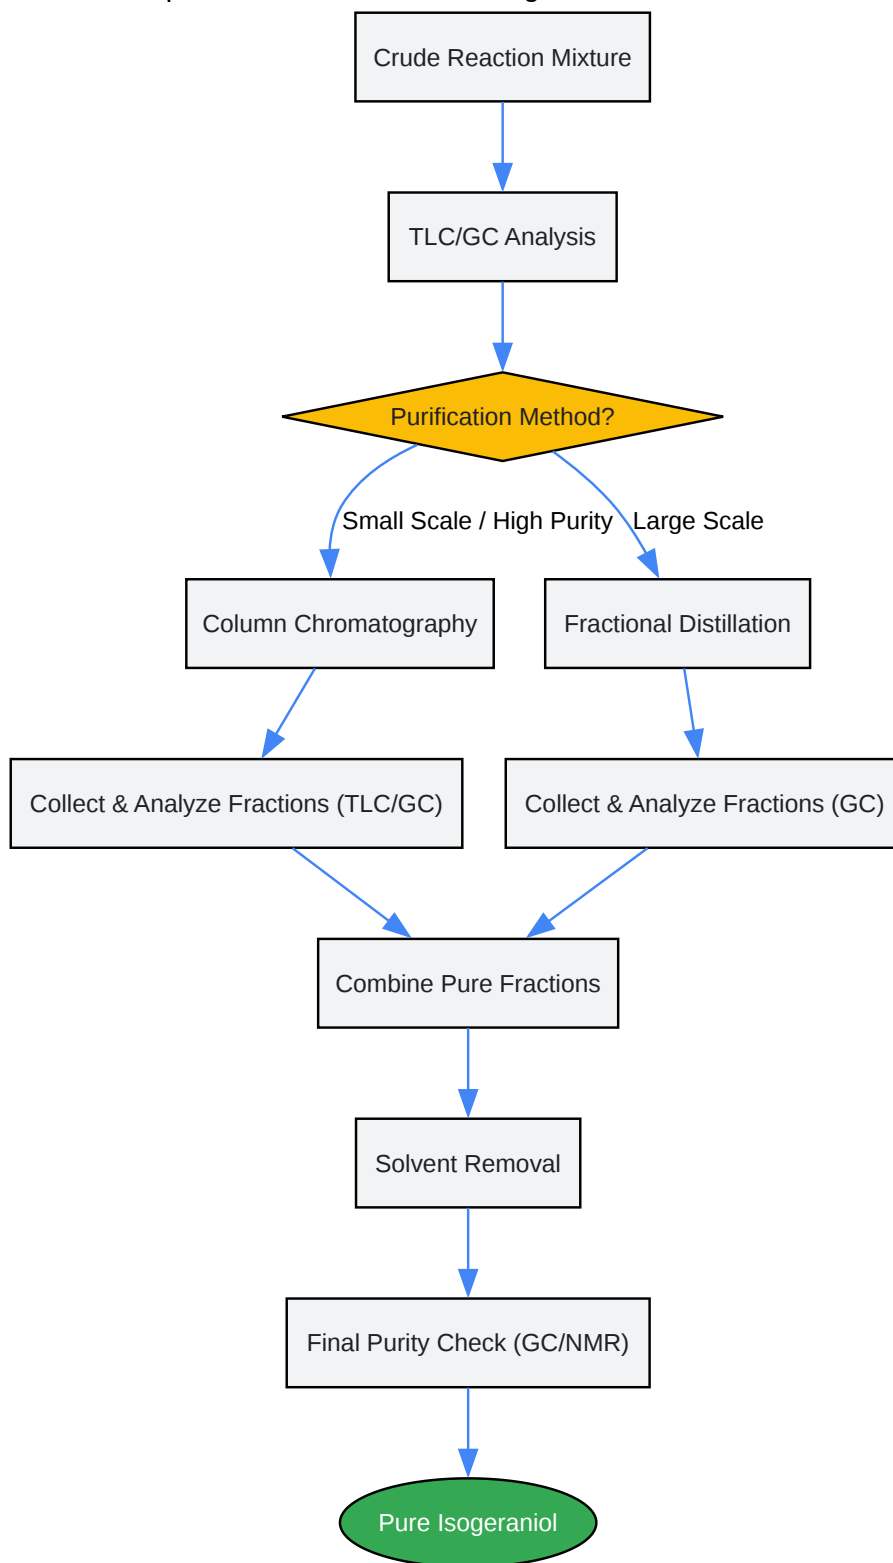 Crude Reaction Mixture
TLC/GC Analysis
Purification Method?
Small Scale / High Purity
Large Scale
Column Chromatography
Fractional Distillation
Collect & Analyze Fractions (TLC/GC)
Collect & Analyze Fractions (GC)
Combine Pure Fractions
Solvent Removal
Final Purity Check (GC/NMR)
Pure Isogeraniol